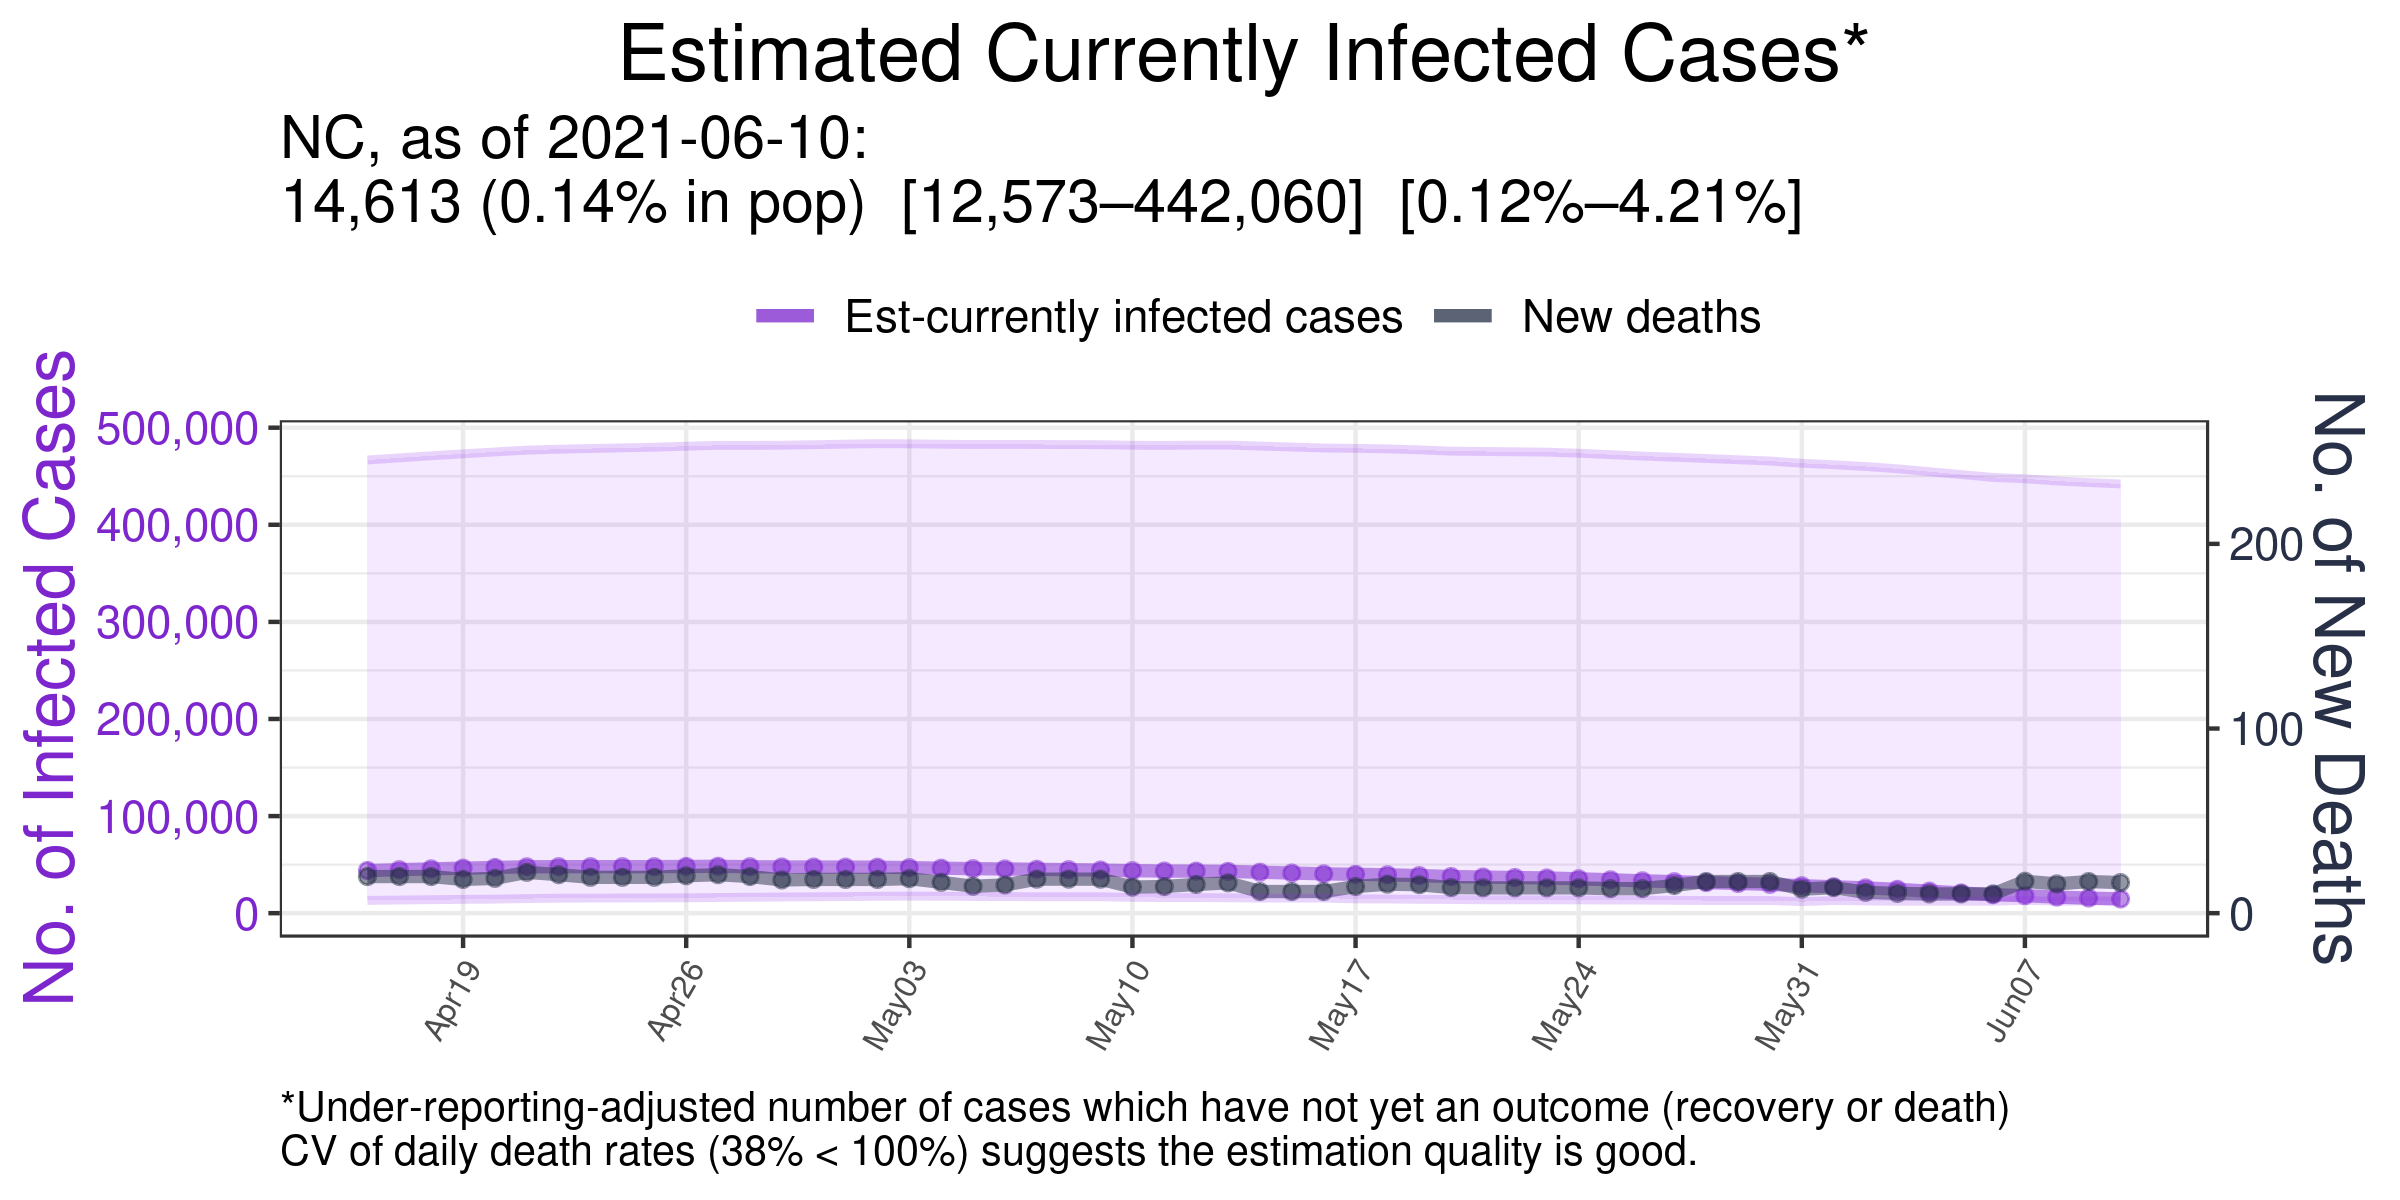 Estimated Currently Infected Cases*
NC, as of 2021-06-10:
14,613 (0.14% in pop)  [12,573–442,060]  [0.12%–4.21%]
Est-currently infected cases
New deaths
No. of Infected Cases
500,000
400,000
300,000
200,000
100,000
0
No. of New Deaths
200
100
0
Apr19
Apr26
May03
May10
May17
May24
May31
Jun07
*Under-reporting-adjusted number of cases which have not yet an outcome (recovery or death)
CV of daily death rates (38% < 100%) suggests the estimation quality is good.